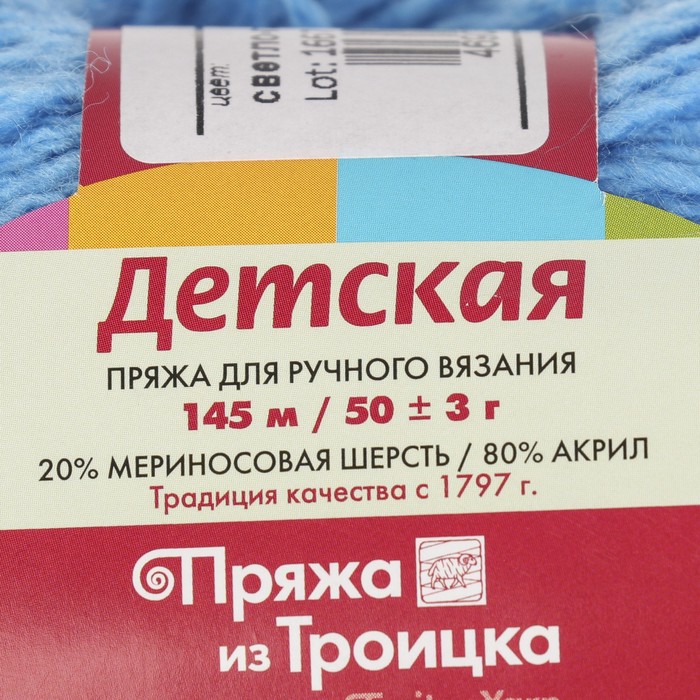 цвет:
Lot: 166
Детская
ПРЯЖА ДЛЯ РУЧНОГО ВЯЗАНИЯ
145 м / 50 ± 3 г
20% МЕРИНОСОВАЯ ШЕРСТЬ / 80% АКРИЛ
Традиция качества с 1797 г.
Пряжа
из Троицка